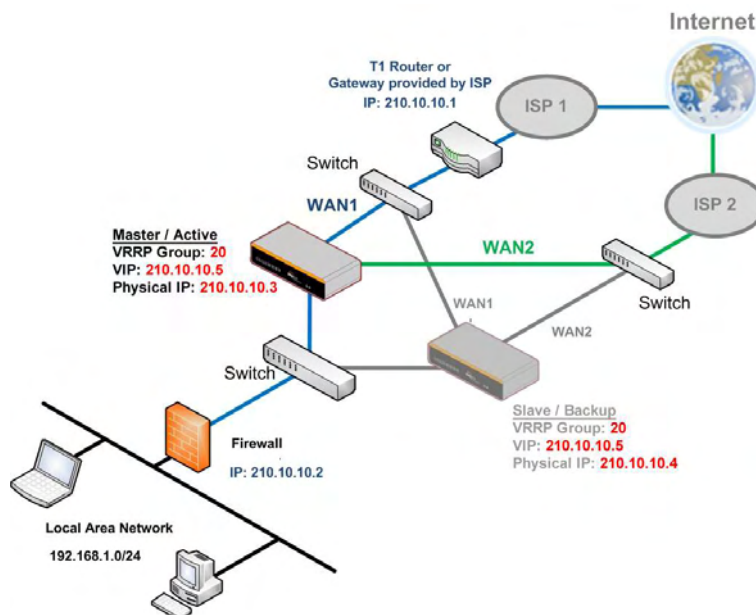 Internet
T1 Router or
Gateway provided by ISP
IP: 210.10.10.1
ISP 1
Switch
WAN1
ISP 2
Master / Active
VRRP Group: 20
VIP: 210.10.10.5
Physical IP: 210.10.10.3
WAN2
Switch
WAN1
WAN2
Switch
Slave / Backup
VRRP Group: 20
VIP: 210.10.10.5
Physical IP: 210.10.10.4
Firewall
IP: 210.10.10.2
Local Area Network
192.168.1.0/24